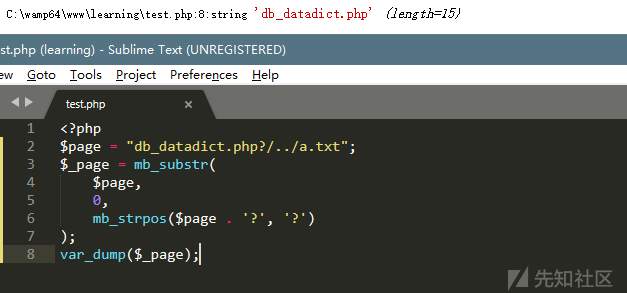 C:\wamp64\www\learning\test.php:8:string 'db_datadict.php' (length=15)
st.php (learning) - Sublime Text (UNREGISTERED)
ew Goto Tools Project Preferences Help
test.php ×
1 <?php
2 $page = "db_datadict.php?/../a.txt";
3 $_page = mb_substr(
4 $page,
5 0,
6 mb_strpos($page . '?', '?')
7 );
8 var_dump($_page);
先知社区